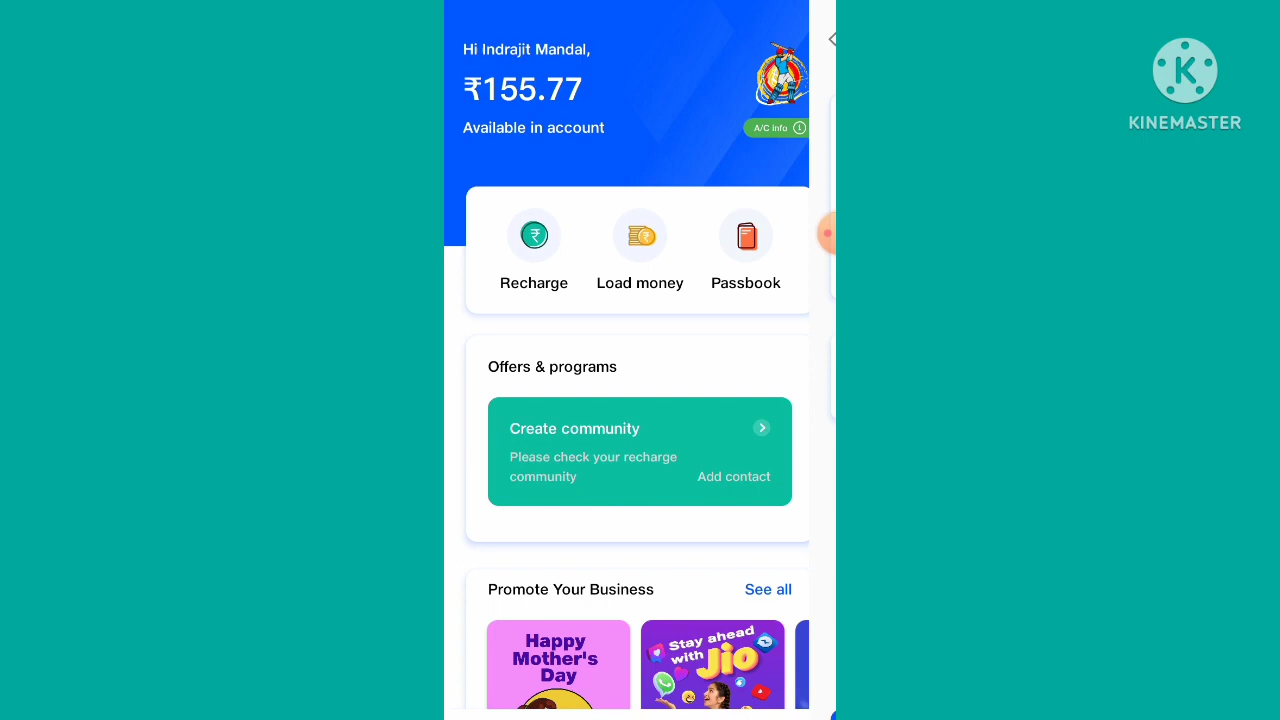 Hi Indrajit Mandal,
₹155.77
Available in account
A/C Info
KINEMASTER
Recharge
Load money
Passbook
Offers & programs
Create community
Please check your recharge
community
Add contact
Promote Your Business
See all
Happy
Mother's
Day
Stay ahead
with Jio